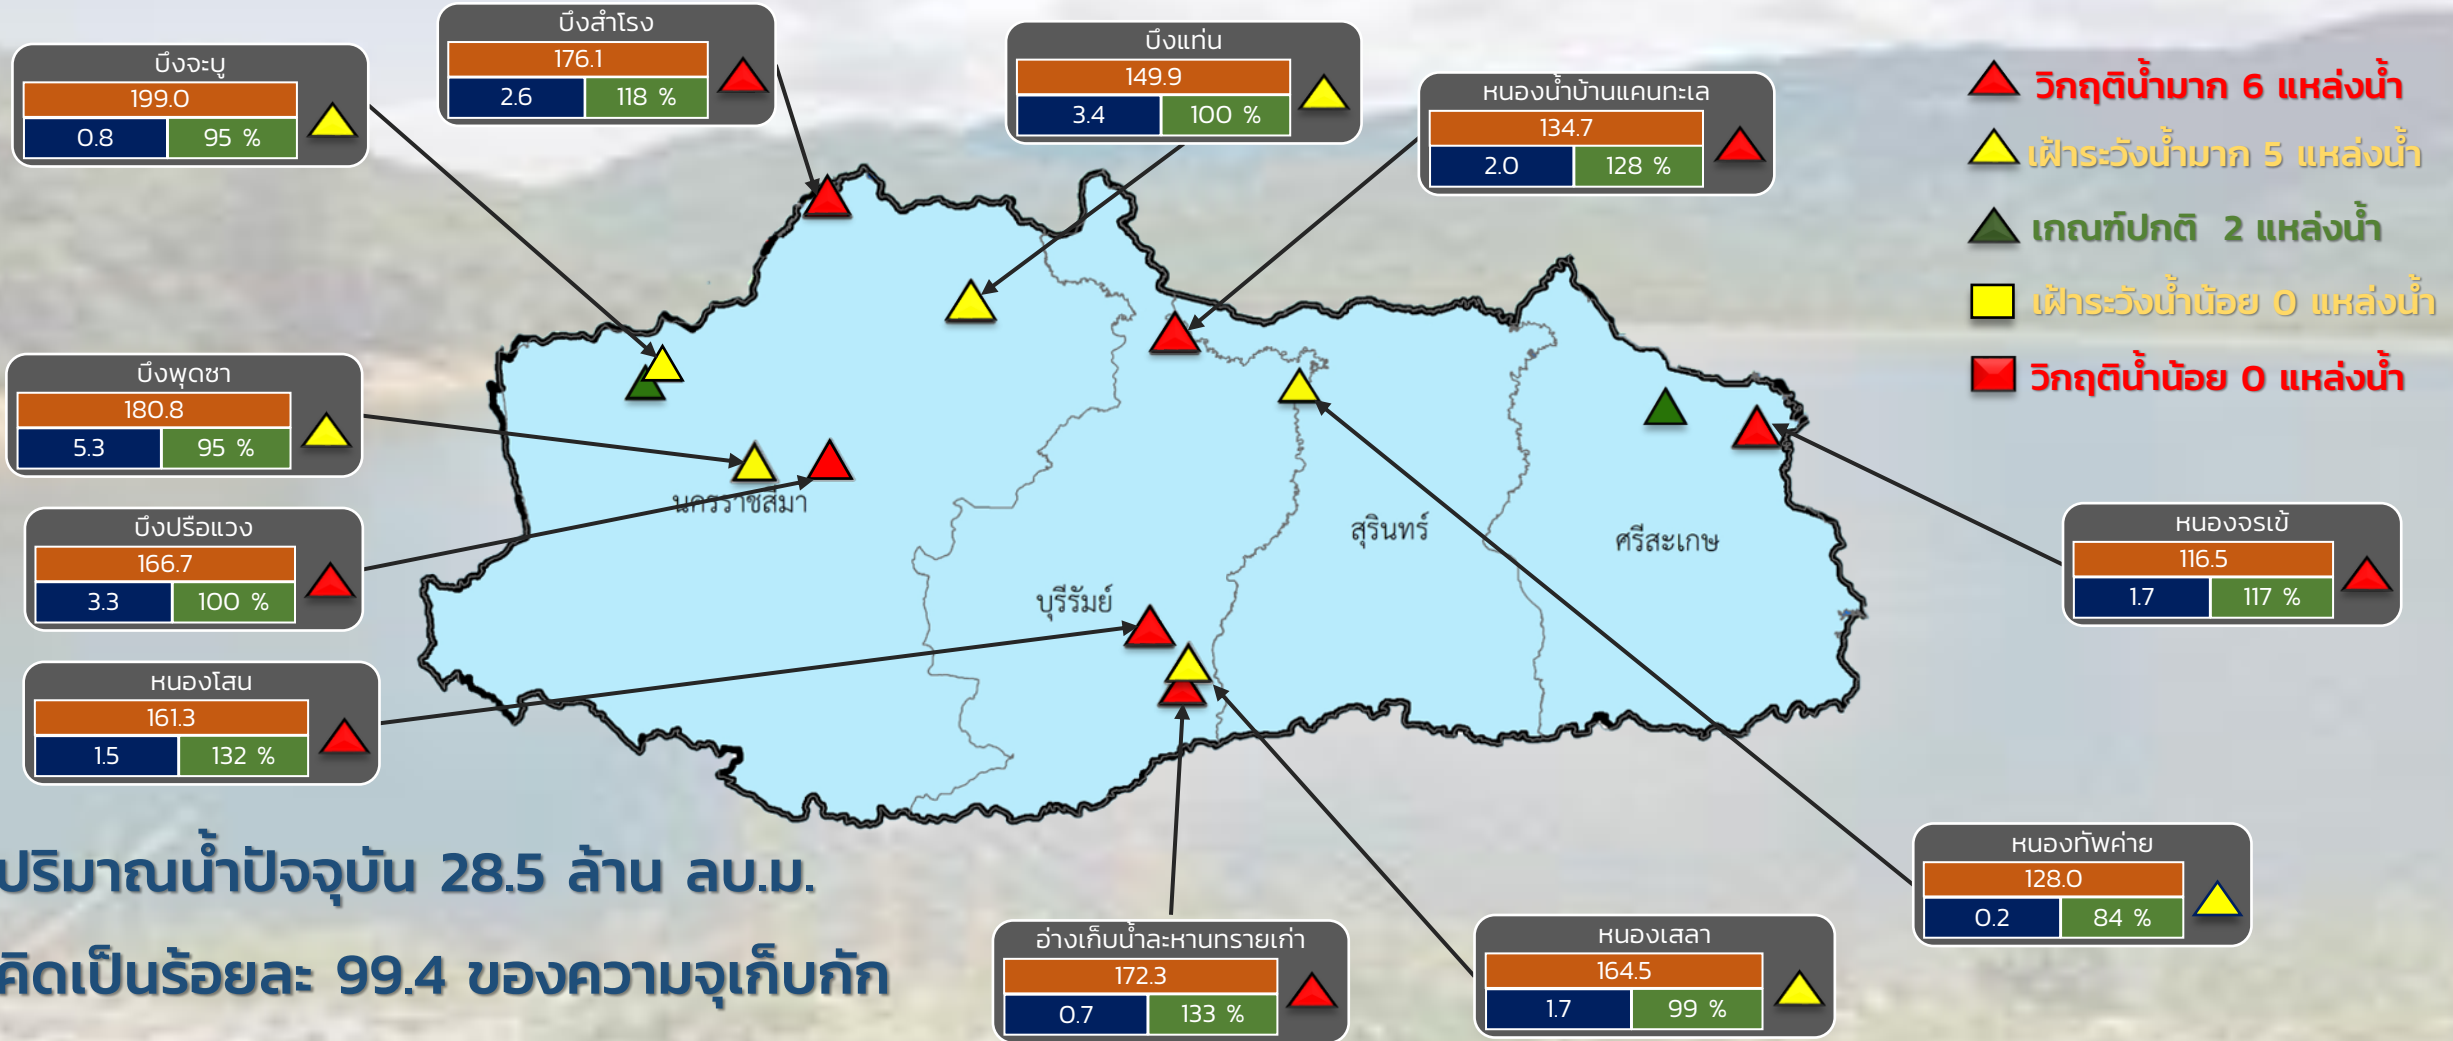 บึงสำโรง
176.1
2.6 118 %
บึงแท่น
149.9
3.4 100 %
บึงจะบู
199.0
0.8 95 %
หนองน้ำบ้านแคนทะเล
134.7
2.0 128 %
วิกฤติน้ำมาก 6 แหล่งน้ำ
เฝ้าระวังน้ำมาก 5 แหล่งน้ำ
เกณฑ์ปกติ 2 แหล่งน้ำ
เฝ้าระวังน้ำน้อย 0 แหล่งน้ำ
วิกฤติน้ำน้อย 0 แหล่งน้ำ
บึงพุดซา
180.8
5.3 95 %
นครราชสีมา
บึงปรือแวง
166.7
3.3 100 %
สุรินทร์
ศรีสะเกษ
บุรีรัมย์
หนองจรเข้
116.5
1.7 117 %
หนองโสน
161.3
1.5 132 %
ปริมาณน้ำปัจจุบัน 28.5 ล้าน ลบ.ม.
คิดเป็นร้อยละ 99.4 ของความจุเก็บกัก
หนองทัพค่าย
128.0
0.2 84 %
อ่างเก็บน้ำละหานทรายเก่า
172.3
0.7 133 %
หนองเสลา
164.5
1.7 99 %